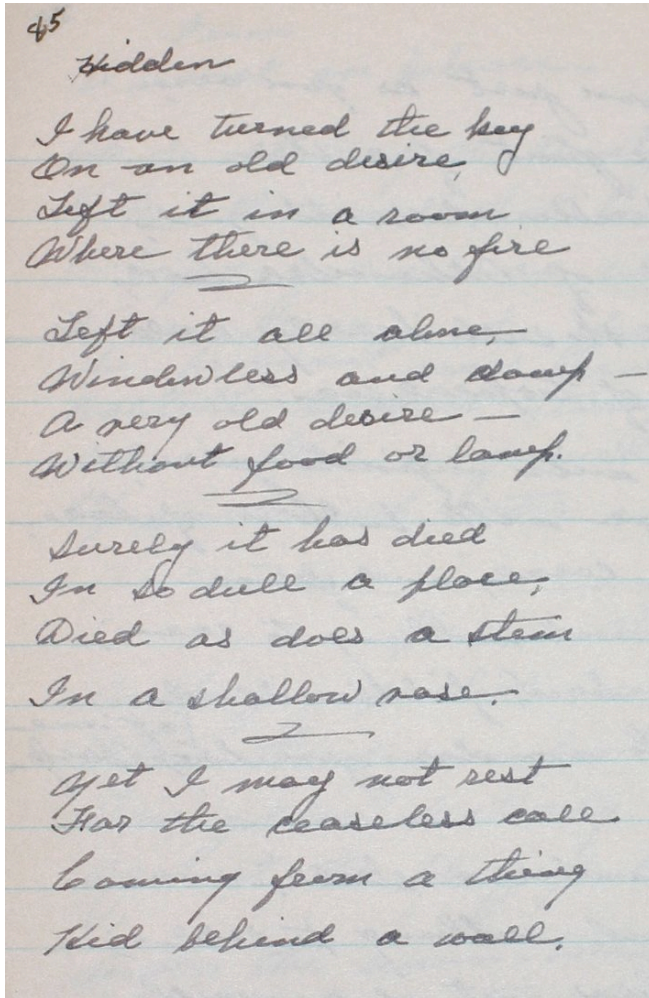 85
Hidden
I have turned the key
On an old desire,
Left it in a room
Where there is no fire
Left it all alone,
Windowless and damp —
A very old desire —
Without food or lamp.
Surely it has died
In so dull a place,
Died as does a stem
In a shallow vase.
Yet I may not rest
For the ceaseless call
Coming from a thing
Hid behind a wall.